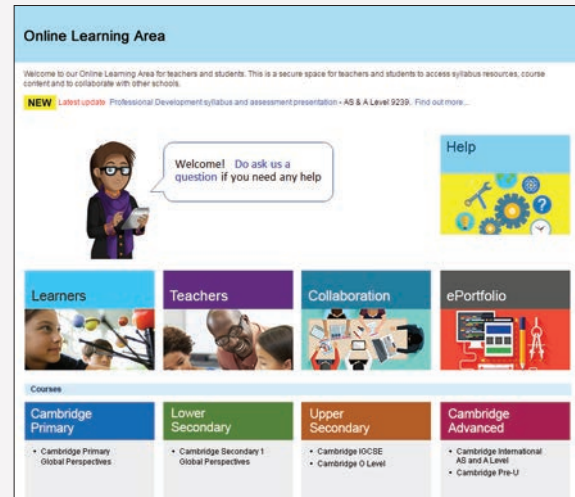 Online Learning Area
Welcome to our Online Learning Area for teachers and students. This is a secure space for teachers and students to access syllabus resources, course
content and to collaborate with other schools.
NEW Latest update Professional Development syllabus and assessment presentation - AS & A Level 9239. Find out more...
Help
Welcome! Do ask us a
question if you need any help
Learners
Teachers
Collaboration
ePortfolio
Courses
Cambridge
Primary
Lower
Secondary
Upper
Secondary
Cambridge
Advanced
• Cambridge Primary
Global Perspectives
• Cambridge Secondary 1
Global Perspectives
• Cambridge IGCSE
• Cambridge O Level
• Cambridge International
AS and A Level
• Cambridge Pre-U